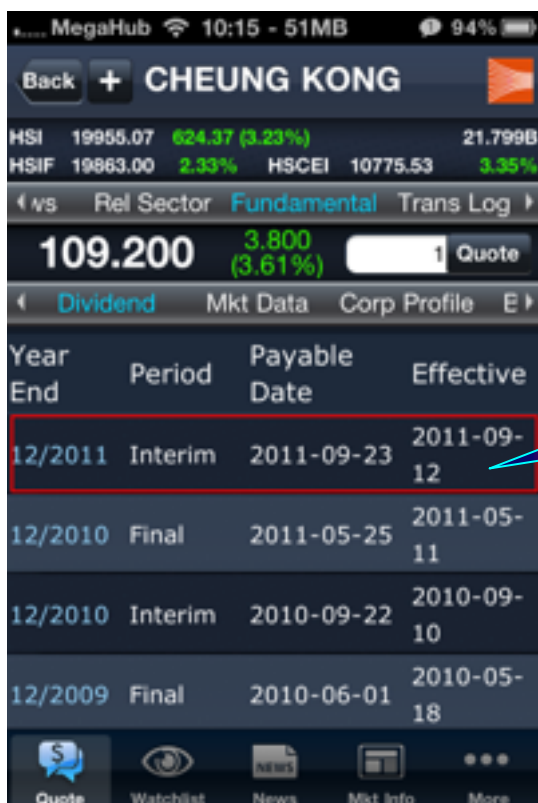 MegaHub 10:15 - 51MB 94%
Back + CHEUNG KONG
HSI 19955.07 624.37 (3.23%) 21.799B
HSIF 19863.00 2.33% HSCEI 10775.53 3.35%
ws Rel Sector Fundamental Trans Log
109.200 3.800 (3.61%) 1 Quote
Dividend Mkt Data Corp Profile E
Year End Period Payable Date Effective
12/2011 Interim 2011-09-23 2011-09-12
12/2010 Final 2011-05-25 2011-05-11
12/2010 Interim 2010-09-22 2010-09-10
12/2009 Final 2010-06-01 2010-05-18
$
NEWS
Quote Watchlist News Mkt Info More